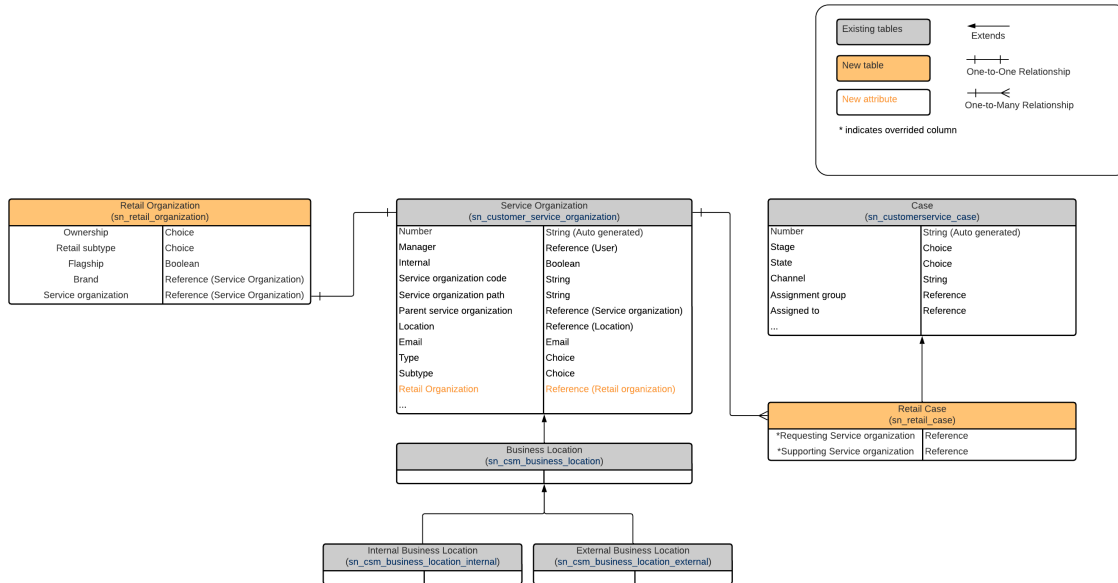 Existing tables
Extends
New table
One-to-One Relationship
New attribute
One-to-Many Relationship
* indicates overrided column
Retail Organization
(sn_retail_organization)
Ownership Choice
Retail subtype Choice
Flagship Boolean
Brand Reference (Service Organization)
Service organization Reference (Service Organization)
Service Organization
(sn_customer_service_organization)
Number String (Auto generated)
Manager Reference (User)
Internal Boolean
Service organization code String
Service organization path String
Parent service organization Reference (Service organization)
Location Reference (Location)
Email Email
Type Choice
Subtype Choice
Retail Organization Reference (Retail organization)
...
Case
(sn_customerservice_case)
Number String (Auto generated)
Stage Choice
State Choice
Channel String
Assignment group Reference
Assigned to Reference
...
Retail Case
(sn_retail_case)
*Requesting Service organization Reference
*Supporting Service organization Reference
Business Location
(sn_csm_business_location)
Internal Business Location
(sn_csm_business_location_internal)
External Business Location
(sn_csm_business_location_external)